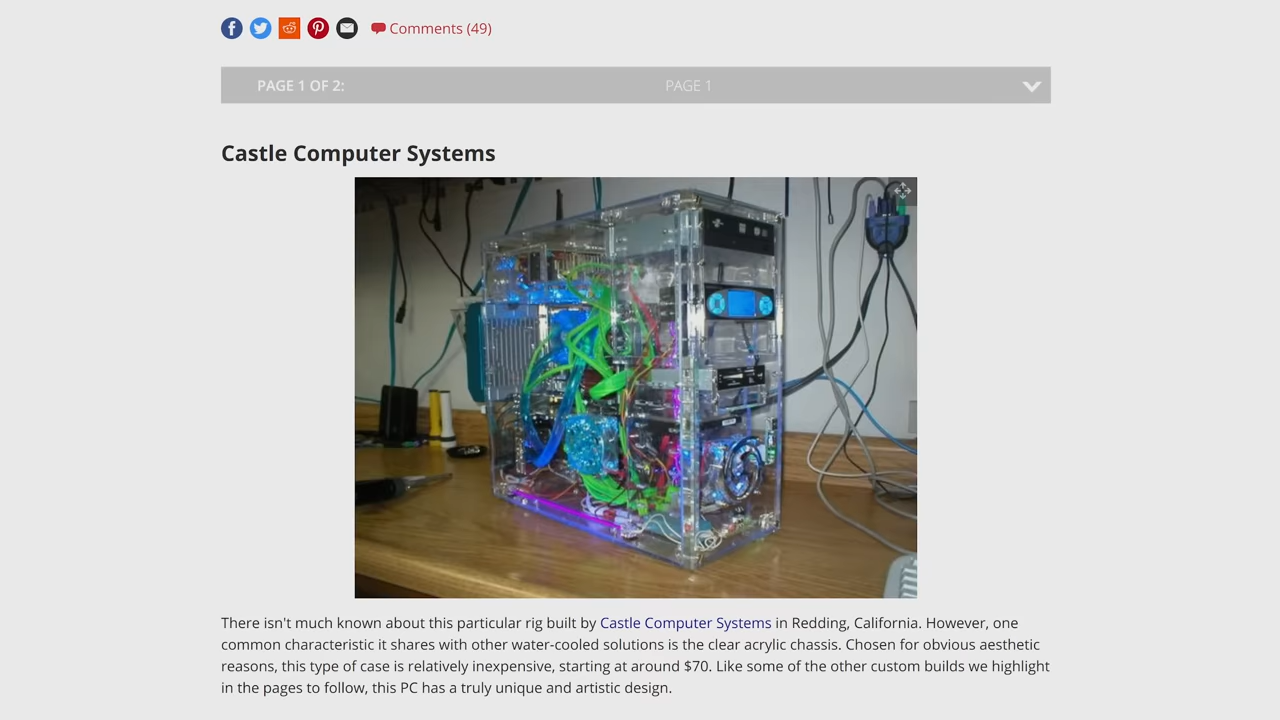 Comments (49)
PAGE 1 OF 2:
PAGE 1
Castle Computer Systems
There isn't much known about this particular rig built by Castle Computer Systems in Redding, California. However, one
common characteristic it shares with other water-cooled solutions is the clear acrylic chassis. Chosen for obvious aesthetic
reasons, this type of case is relatively inexpensive, starting at around $70. Like some of the other custom builds we highlight
in the pages to follow, this PC has a truly unique and artistic design.